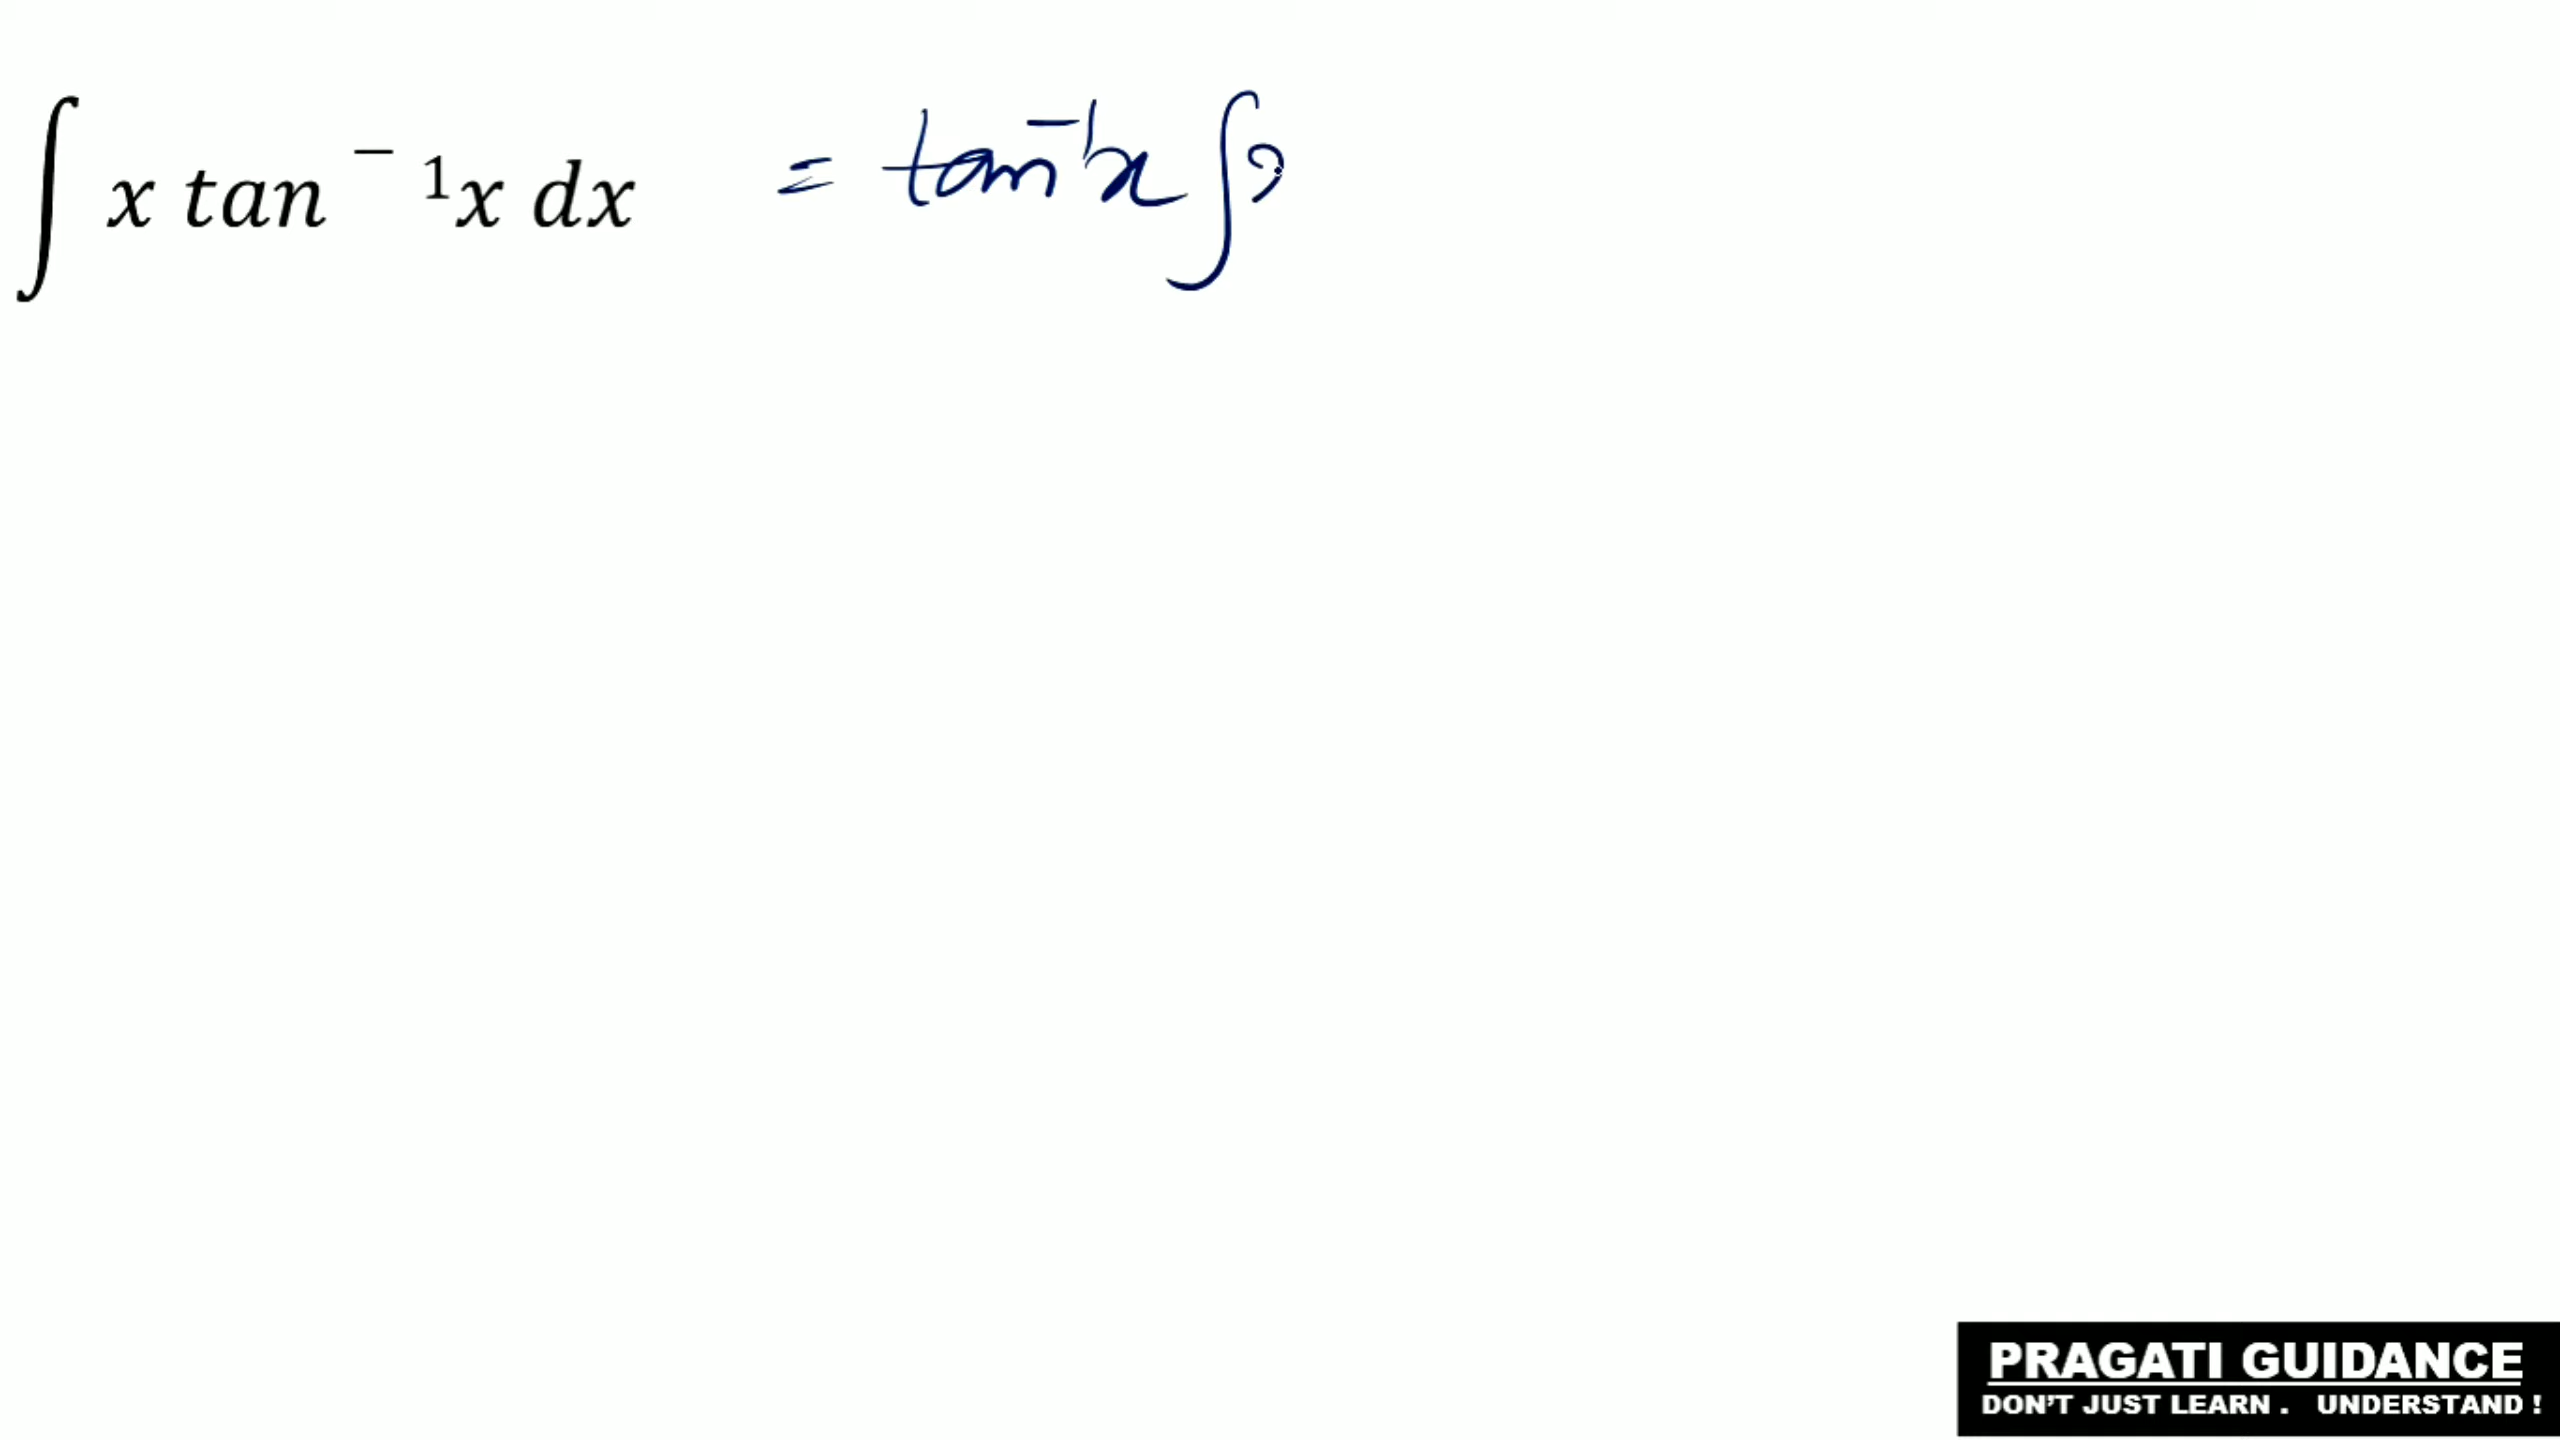 ∫ x tan⁻¹x dx = tan⁻¹x ∫
PRAGATI GUIDANCE
DON'T JUST LEARN . UNDERSTAND !